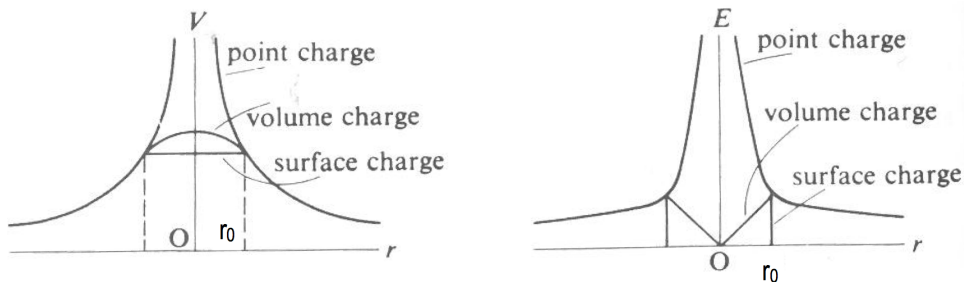 V
point charge
volume charge
surface charge
O
r₀
r
E
point charge
volume charge
surface charge
O
r₀
r